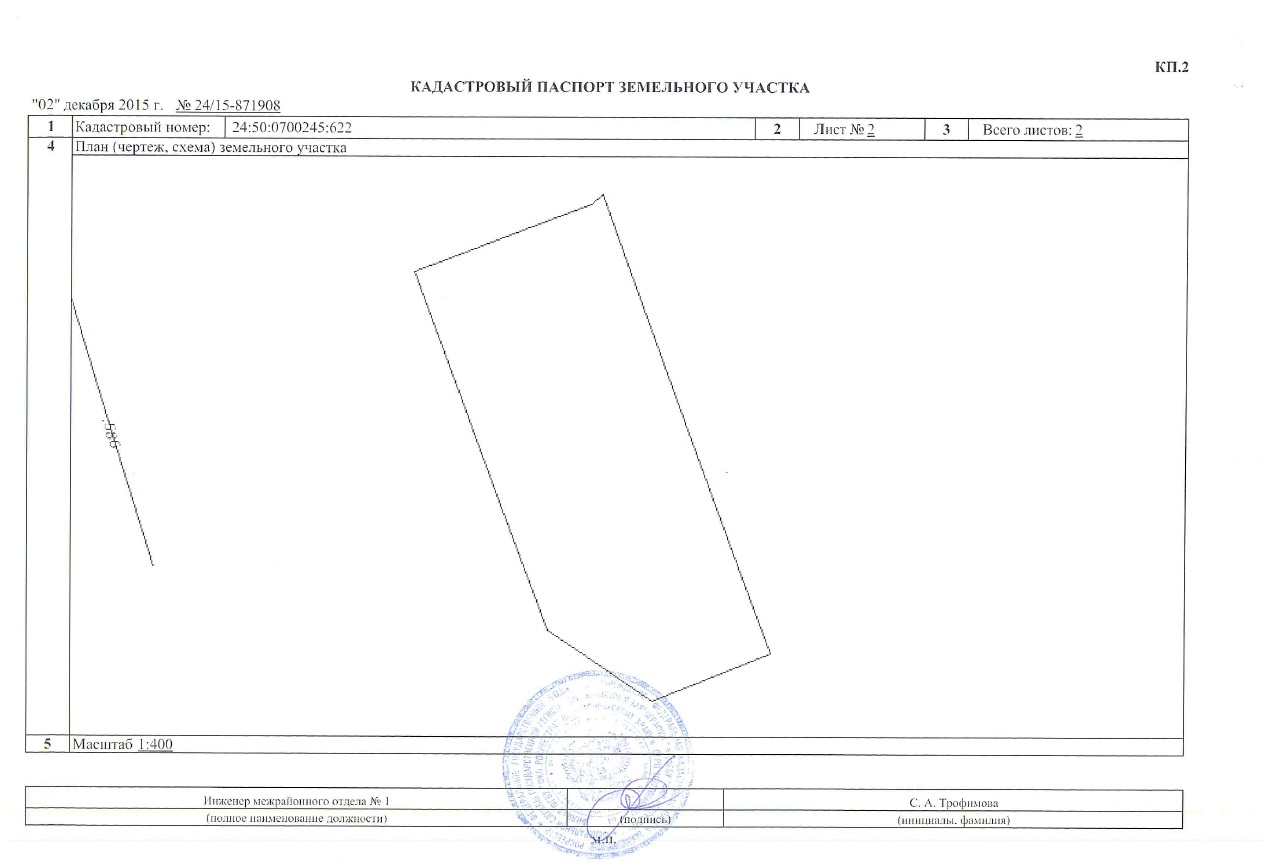 КП.2
КАДАСТРОВЫЙ ПАСПОРТ ЗЕМЕЛЬНОГО УЧАСТКА
"02" декабря 2015 г. № 24/15-871908
1 Кадастровый номер: 24:50:0700245:622 2 Лист № 2 3 Всего листов: 2
4 План (чертеж, схема) земельного участка
:586
5 Масштаб 1:400
Инженер межрайонного отдела № 1 С. А. Трофимова
(полное наименование должности) (подпись) (инициалы, фамилия)
М.П.